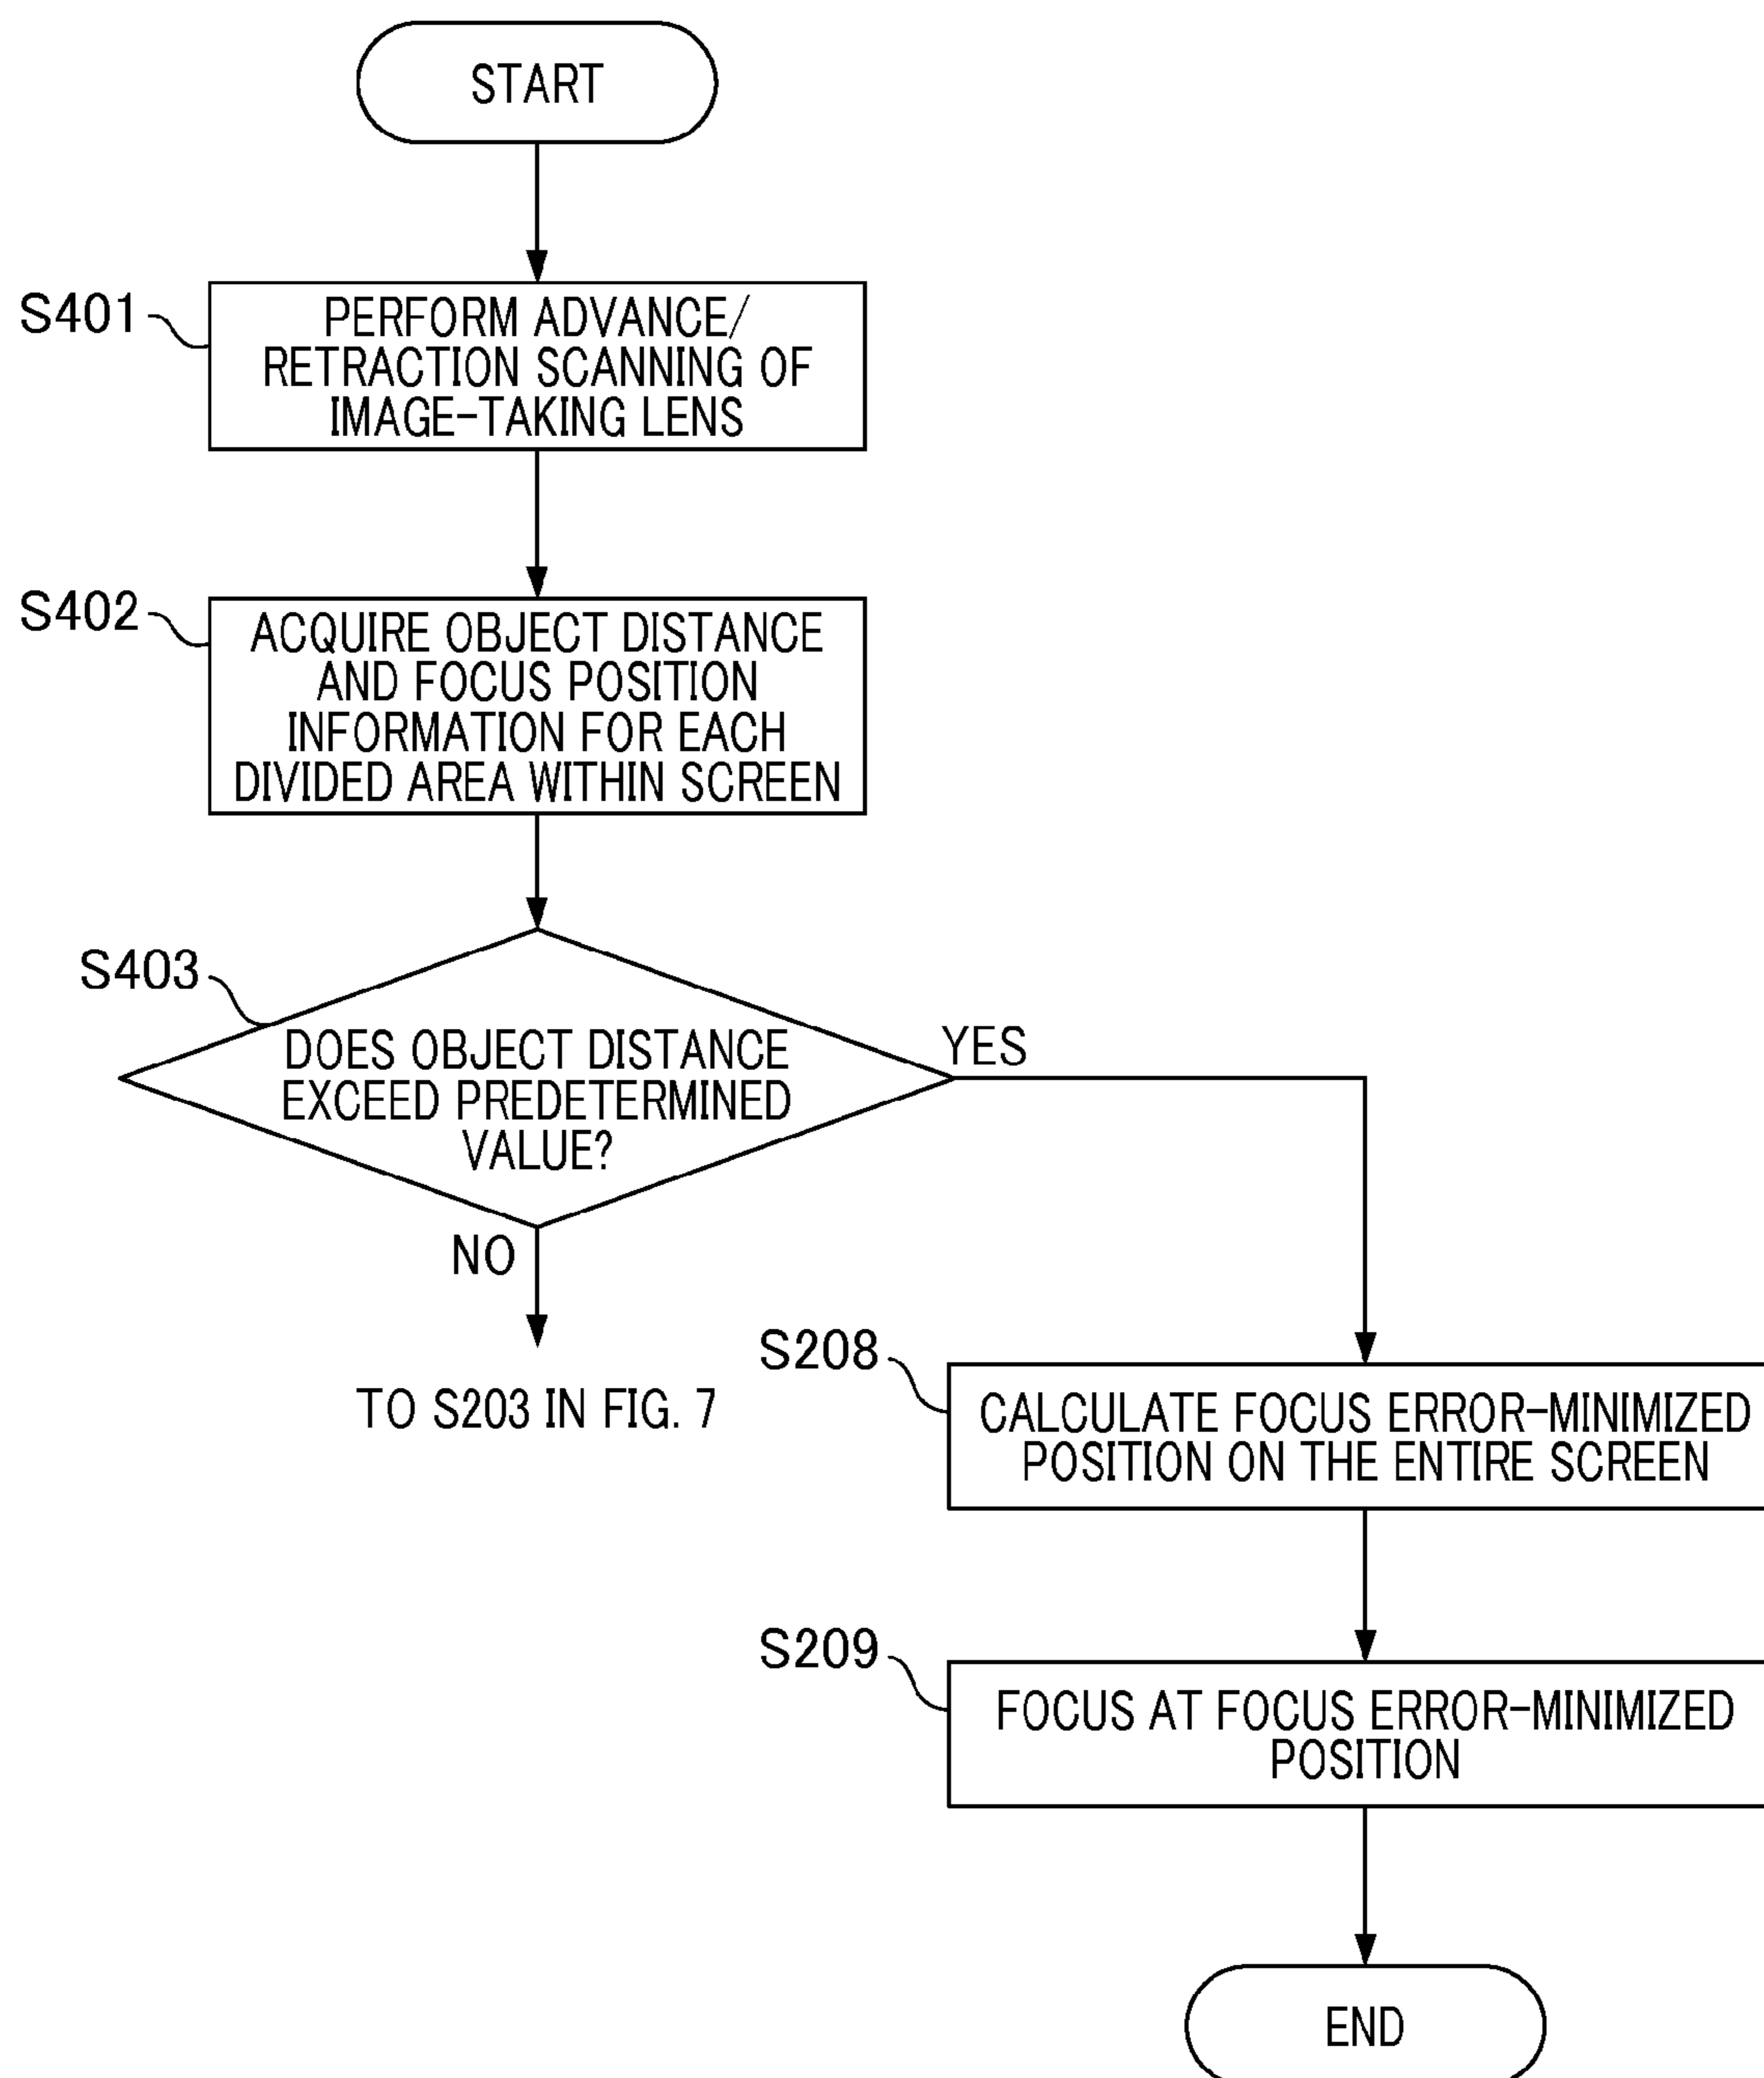 START
S401
PERFORM ADVANCE/
RETRACTION SCANNING OF
IMAGE-TAKING LENS
S402
ACQUIRE OBJECT DISTANCE
AND FOCUS POSITION
INFORMATION FOR EACH
DIVIDED AREA WITHIN SCREEN
S403
DOES OBJECT DISTANCE
EXCEED PREDETERMINED
VALUE?
YES
NO
TO S203 IN FIG. 7
S208
CALCULATE FOCUS ERROR-MINIMIZED
POSITION ON THE ENTIRE SCREEN
S209
FOCUS AT FOCUS ERROR-MINIMIZED
POSITION
END